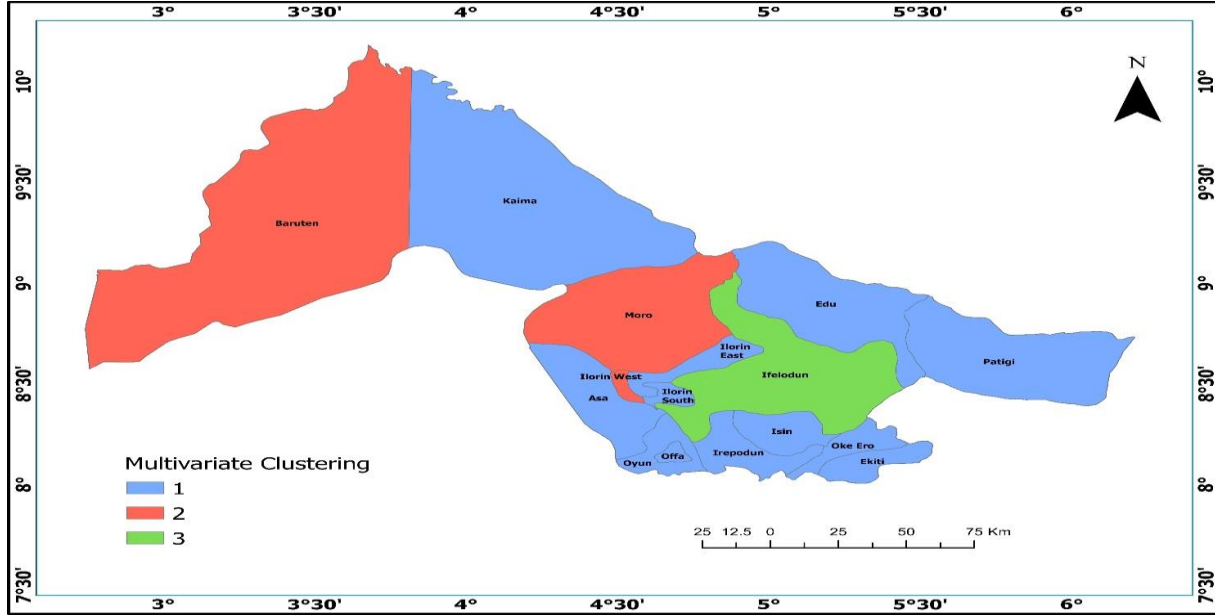 3° 3°30' 4° 4°30' 5° 5°30' 6°
10° 10°
N
9°30' 9°30'
Kaima
Baruten
9° 9°
Edu
Moro
Ilorin
East
Patigi
Ilorin West
Ifelodun
8°30' 8°30'
Asa
Ilorin
South
Isin
Oke Ero
Oyun Offa Irepodun Ekiti
Multivariate Clustering
8° 8°
1
2
3
25 12.5 0 25 50 75 Km
7°30' 7°30'
3° 3°30' 4° 4°30' 5° 5°30' 6°